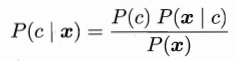 P(c | x) = P(c) P(x | c) / P(x)